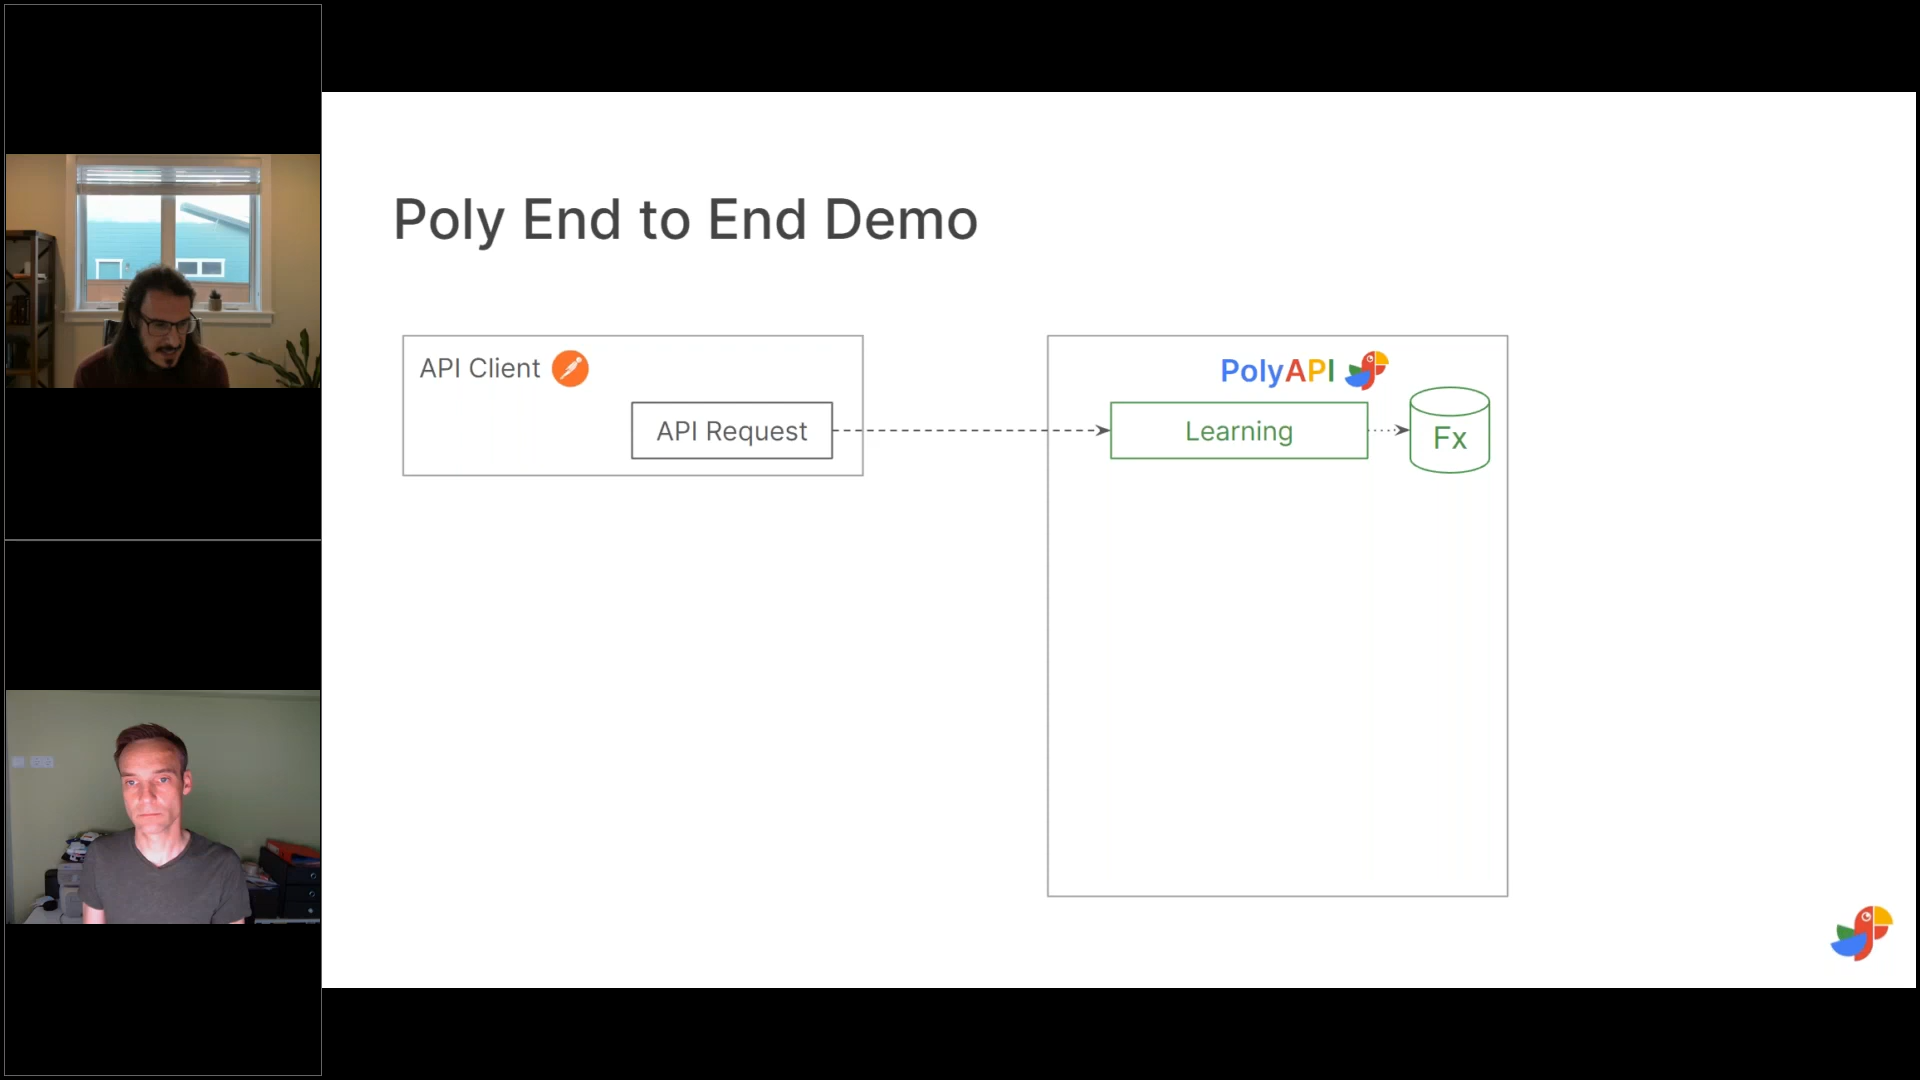 Poly End to End Demo
API Client
API Request
PolyAPI
Learning
Fx